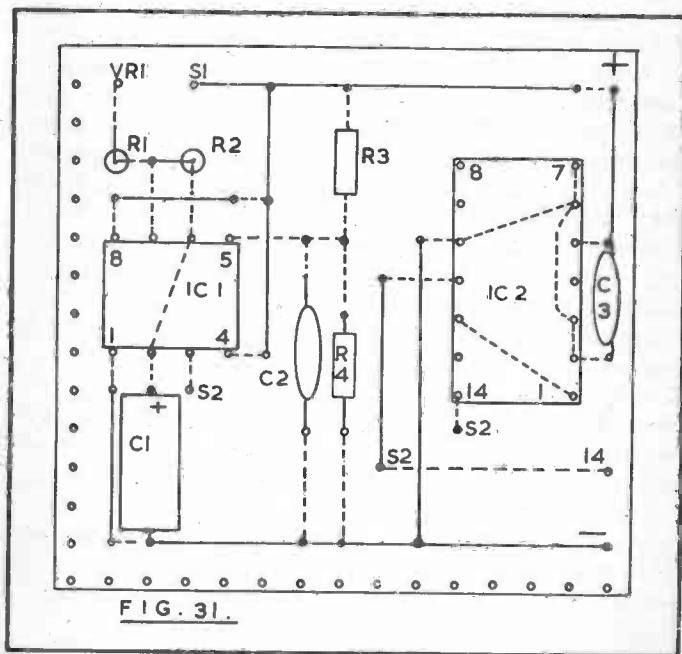 VR1 S1 +
R1 R2
R3
8 7
8 5
IC 1
IC 2
C 3
1 4
C2
R 4
S2
+
C1
14 1
S2
S2 14
—
FIG. 31.